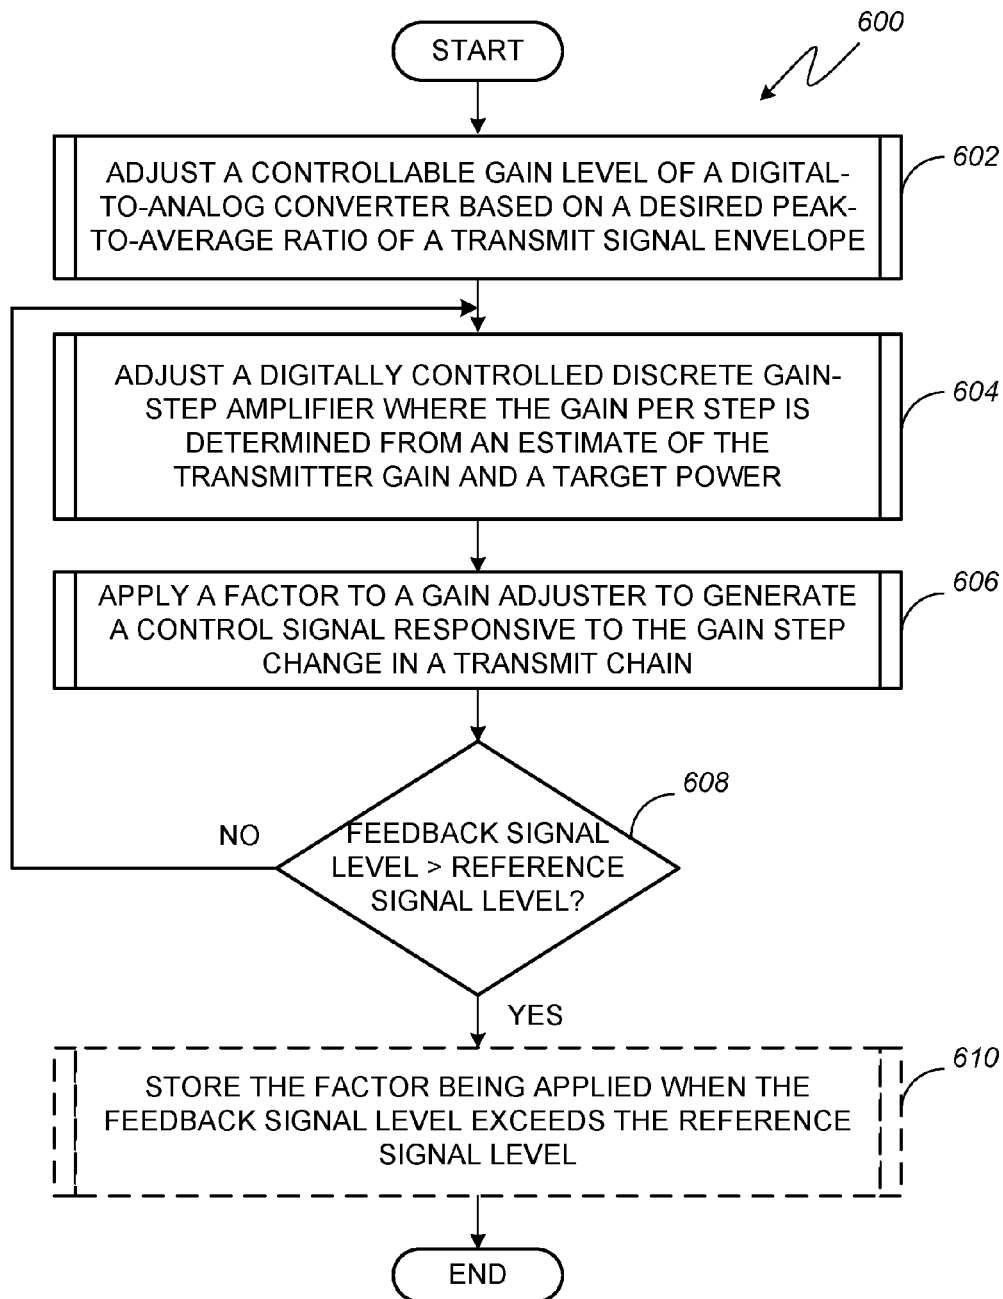 600
START
ADJUST A CONTROLLABLE GAIN LEVEL OF A DIGITAL-
TO-ANALOG CONVERTER BASED ON A DESIRED PEAK-
TO-AVERAGE RATIO OF A TRANSMIT SIGNAL ENVELOPE
602
ADJUST A DIGITALLY CONTROLLED DISCRETE GAIN-
STEP AMPLIFIER WHERE THE GAIN PER STEP IS
DETERMINED FROM AN ESTIMATE OF THE
TRANSMITTER GAIN AND A TARGET POWER
604
APPLY A FACTOR TO A GAIN ADJUSTER TO GENERATE
A CONTROL SIGNAL RESPONSIVE TO THE GAIN STEP
CHANGE IN A TRANSMIT CHAIN
606
608
NO
FEEDBACK SIGNAL
LEVEL > REFERENCE
SIGNAL LEVEL?
YES
STORE THE FACTOR BEING APPLIED WHEN THE
FEEDBACK SIGNAL LEVEL EXCEEDS THE REFERENCE
SIGNAL LEVEL
610
END